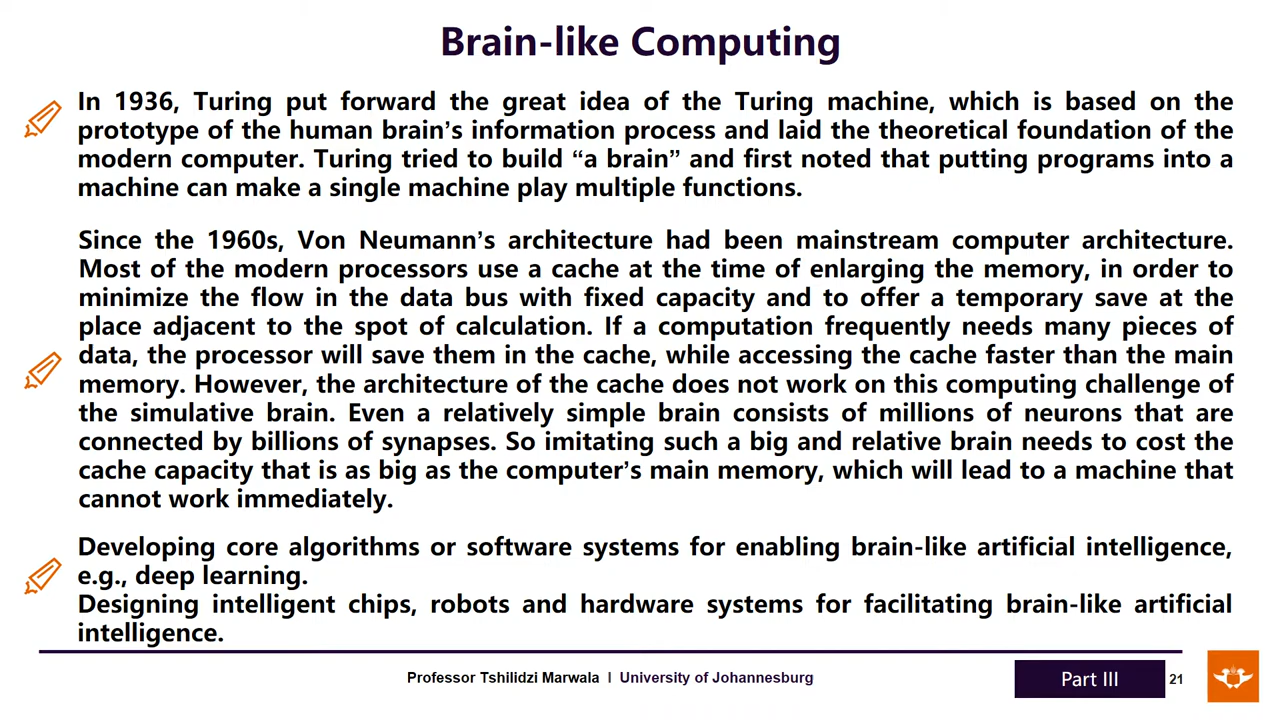 Brain-like Computing
In 1936, Turing put forward the great idea of the Turing machine, which is based on the
prototype of the human brain's information process and laid the theoretical foundation of the
modern computer. Turing tried to build “a brain” and first noted that putting programs into a
machine can make a single machine play multiple functions.
Since the 1960s, Von Neumann's architecture had been mainstream computer architecture.
Most of the modern processors use a cache at the time of enlarging the memory, in order to
minimize the flow in the data bus with fixed capacity and to offer a temporary save at the
place adjacent to the spot of calculation. If a computation frequently needs many pieces of
data, the processor will save them in the cache, while accessing the cache faster than the main
memory. However, the architecture of the cache does not work on this computing challenge of
the simulative brain. Even a relatively simple brain consists of millions of neurons that are
connected by billions of synapses. So imitating such a big and relative brain needs to cost the
cache capacity that is as big as the computer's main memory, which will lead to a machine that
cannot work immediately.
Developing core algorithms or software systems for enabling brain-like artificial intelligence,
e.g., deep learning.
Designing intelligent chips, robots and hardware systems for facilitating brain-like artificial
intelligence.
Professor Tshilidzi Marwala | University of Johannesburg
Part III
21